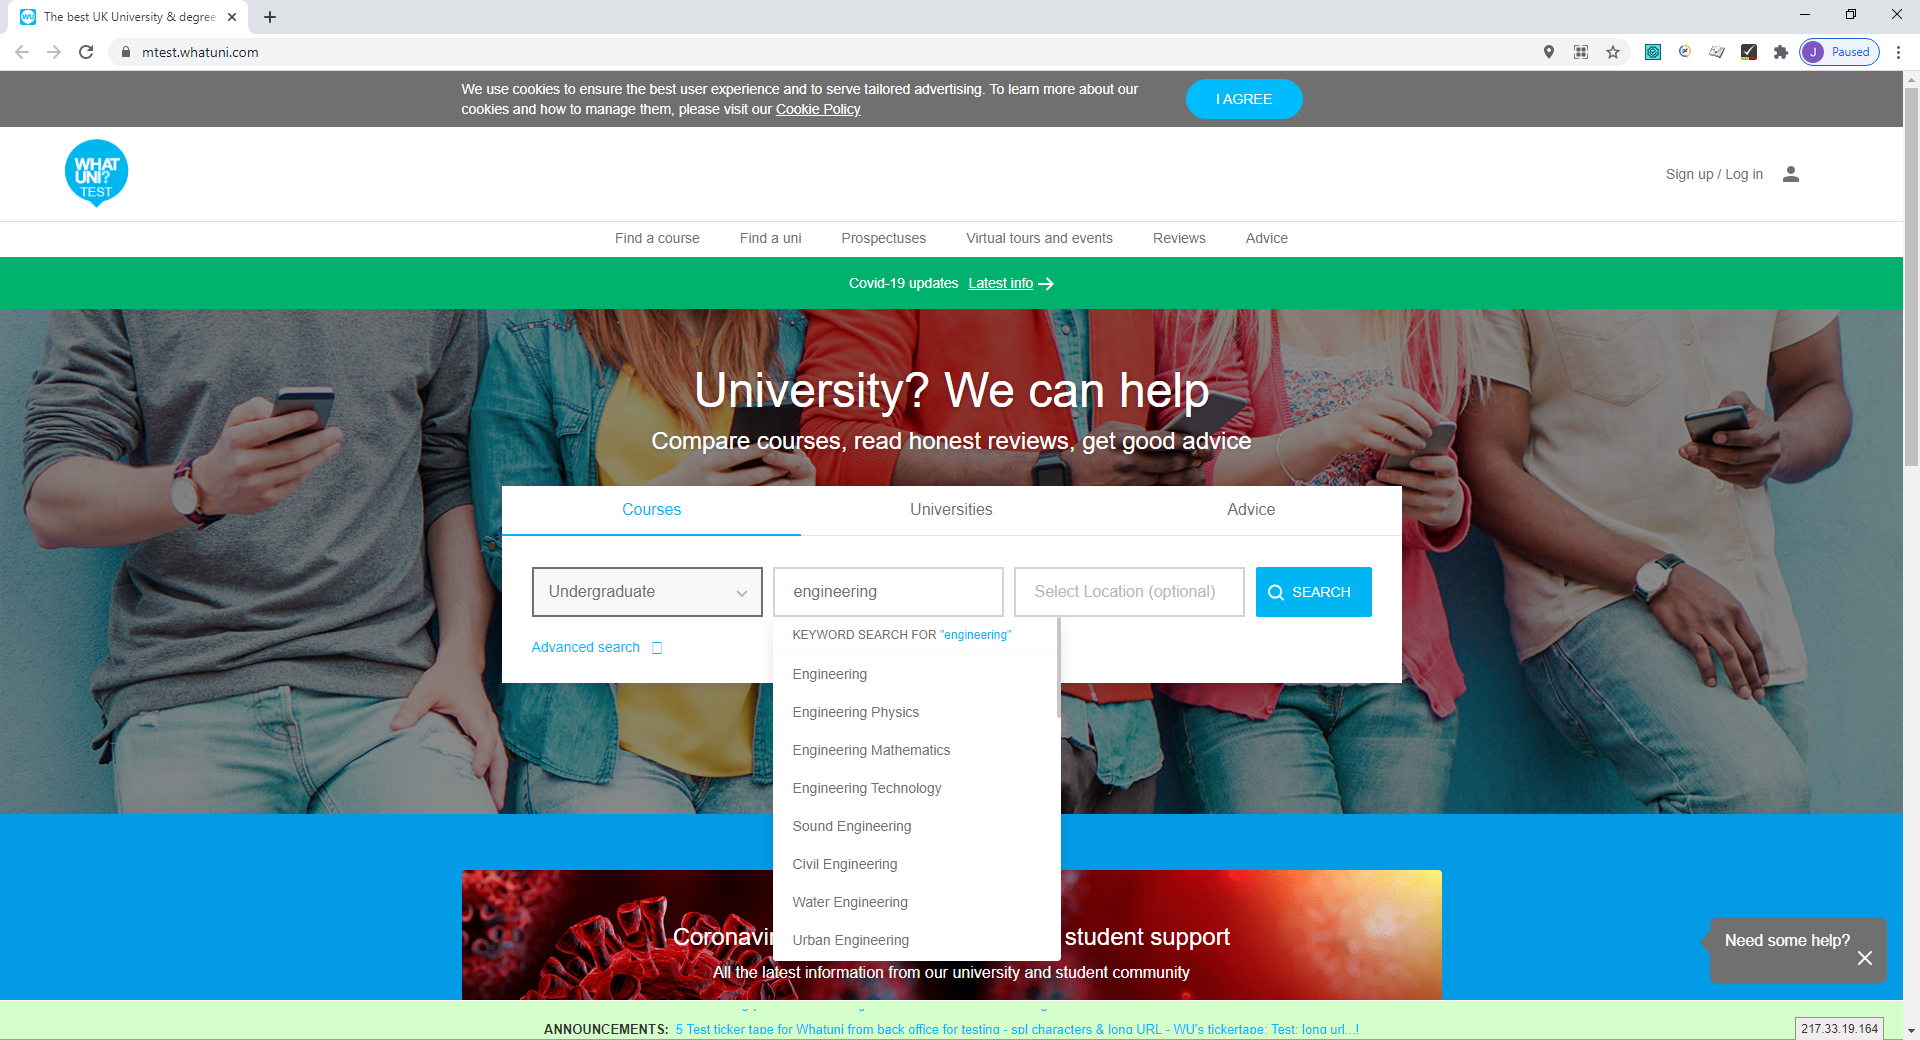 The best UK University & degree
mtest.whatuni.com
J Paused
We use cookies to ensure the best user experience and to serve tailored advertising. To learn more about our
cookies and how to manage them, please visit our Cookie Policy
I AGREE
WHAT
UNI?
TEST
Sign up / Log in
Find a course Find a uni Prospectuses Virtual tours and events Reviews Advice
Covid-19 updates Latest info
University? We can help
Compare courses, read honest reviews, get good advice
Courses Universities Advice
Undergraduate engineering Select Location (optional) SEARCH
Advanced search
KEYWORD SEARCH FOR "engineering"
Engineering
Engineering Physics
Engineering Mathematics
Engineering Technology
Sound Engineering
Civil Engineering
Water Engineering
Urban Engineering
student support
All the latest information from our university and student community
Need some help?
ANNOUNCEMENTS: 5 Test ticker tape for Whatuni from back office for testing - spl characters & long URL - WU's tickertape: Test: long url...!
217.33.19.164